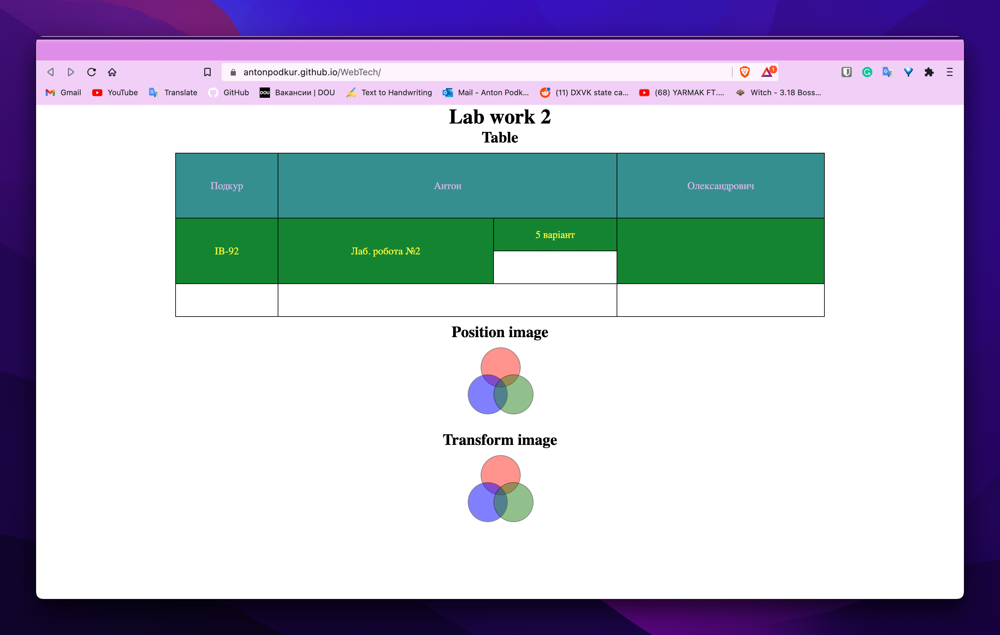 antonpodkur.github.io/WebTech/
1
Gmail YouTube Translate GitHub DOU Вакансии | DOU Text to Handwriting Mail - Anton Podk... (11) DXVK state ca... (68) YARMAK FT.... Witch - 3.18 Boss...
Lab work 2
Table
Подкур Антон Олександрович
ІВ-92 Лаб. робота №2 5 варіант
Position image
Transform image